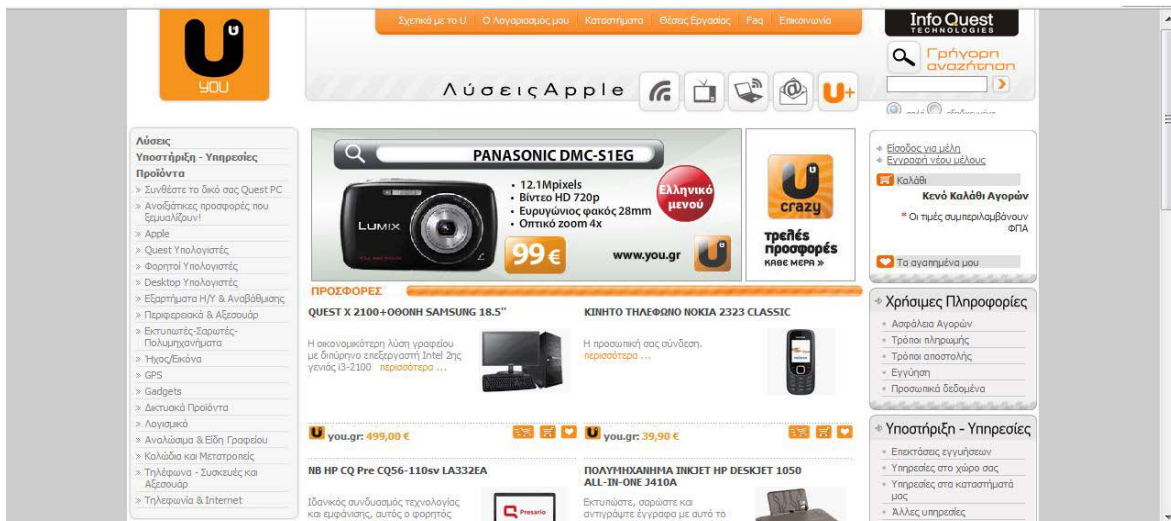 Σχετικά με το U
Ο Λογαριασμός μου
Καταστήματα
Θέσεις Εργασίας
Faq
Επικοινωνία
Info Quest
TECHNOLOGIES
YOU
Γρήγορη
αναζήτηση
ΛύσειςApple
U+
Λύσεις
Υποστήριξη - Υπηρεσίες
Προϊόντα
» Συνθέστε το δικό σας Quest PC
» Ανοιξιάτικες προσφορές που
ξεμυαλίζουν!
» Apple
» Quest Υπολογιστές
» Φορητοί Υπολογιστές
» Desktop Υπολογιστές
» Εξαρτήματα Η/Υ & Αναβάθμισης
» Περιφερειακά & Αξεσουάρ
» Εκτυπωτές-Σαρωτές-
Πολυμηχανήματα
» Ήχος/Εικόνα
» GPS
» Gadgets
» Δικτυακά Προϊόντα
» Λογισμικό
» Αναλώσιμα & Είδη Γραφείου
» Καλώδια και Μετατροπείς
» Τηλέφωνα - Συσκευές και
Αξεσουάρ
» Τηλεφωνία & Internet
PANASONIC DMC-S1EG
• 12.1Mpixels
• Βίντεο HD 720p
• Ευρυγώνιος φακός 28mm
• Οπτικό zoom 4x
Ελληνικό
μενού
LUMIX
99€
www.you.gr
crazy
τρελές
προσφορές
ΚΑΘΕ ΜΕΡΑ »
ΠΡΟΣΦΟΡΕΣ
QUEST X 2100+ΟΘΟΝΗ SAMSUNG 18.5"
Η οικονομικότερη λύση γραφείου
με διπύρηνο επεξεργαστή Intel 2ης
γενιάς i3-2100 περισσότερα ...
you.gr: 499,00 €
ΚΙΝΗΤΟ ΤΗΛΕΦΩΝΟ NOKIA 2323 CLASSIC
Η προσωπική σας σύνδεση.
περισσότερα ...
you.gr: 39,90 €
NB HP CQ Pre CQ56-110sv LA332EA
Ιδανικός συνδυασμός τεχνολογίας
και εμφάνισης, αυτός ο φορητός
Presario
ΠΟΛΥΜΗΧΑΝΗΜΑ INKJET HP DESKJET 1050
ALL-IN-ONE J410A
Εκτυπώστε, σαρώστε και
αντιγράψτε έγγραφα με αυτό το
Είσοδος για μέλη
Εγγραφή νέου μέλους
Καλάθι
Κενό Καλάθι Αγορών
* Οι τιμές συμπεριλαμβάνουν
ΦΠΑ
Τα αγαπημένα μου
Χρήσιμες Πληροφορίες
Ασφάλεια Αγορών
Τρόποι πληρωμής
Τρόποι αποστολής
Εγγύηση
Προσωπικά δεδομένα
Υποστήριξη - Υπηρεσίες
Επεκτάσεις εγγυήσεων
Υπηρεσίες στο χώρο σας
Υπηρεσίες στα καταστήματά
μας
Άλλες υπηρεσίες